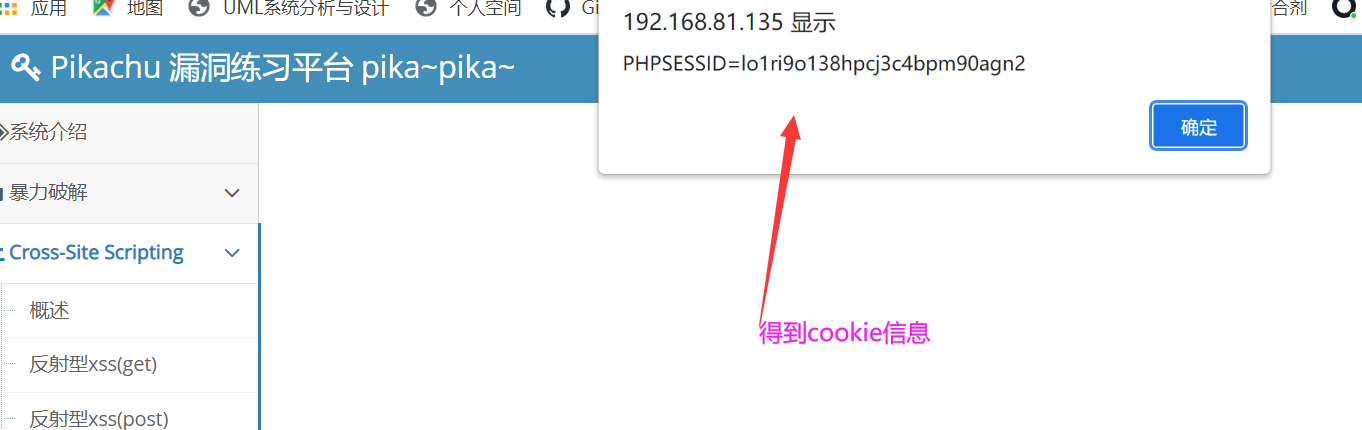 应用
地图
UML系统分析与设计
个人空间
Gi
合剂
192.168.81.135 显示
PHPSESSID=lo1ri9o138hpcj3c4bpm90agn2
确定
Pikachu 漏洞练习平台 pika~pika~
系统介绍
暴力破解
Cross-Site Scripting
概述
反射型xss(get)
反射型xss(post)
得到cookie信息